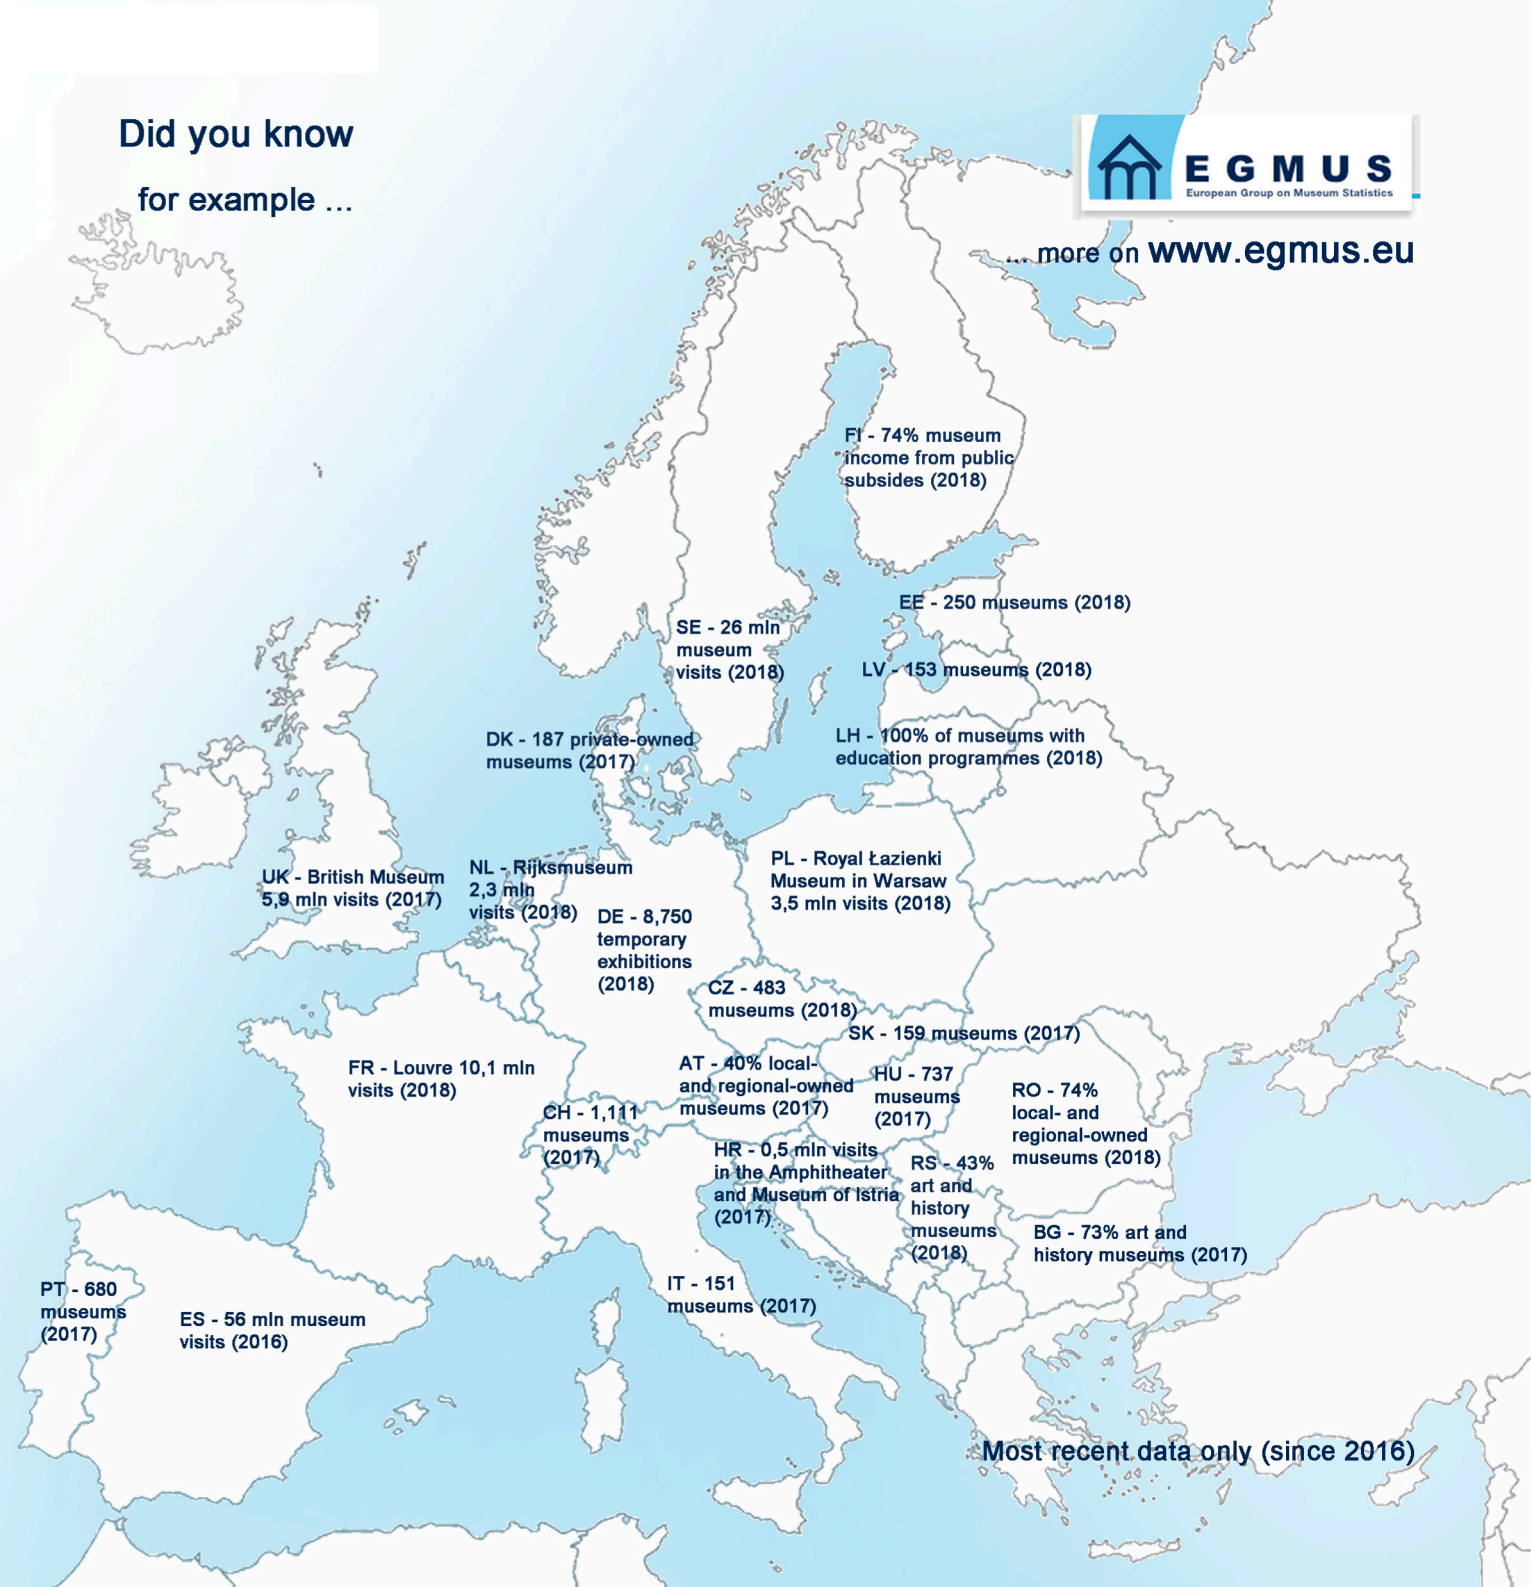 Did you know
for example ...
EGMUS
European Group on Museum Statistics
... more on www.egmus.eu
FI - 74% museum
income from public
subsides (2018)
EE - 250 museums (2018)
SE - 26 mln
museum
visits (2018)
LV - 153 museums (2018)
DK - 187 private-owned
museums (2017)
LH - 100% of museums with
education programmes (2018)
UK - British Museum
5,9 mln visits (2017)
NL - Rijksmuseum
2,3 mln
visits (2018)
DE - 8,750
temporary
exhibitions
(2018)
PL - Royal Łazienki
Museum in Warsaw
3,5 mln visits (2018)
CZ - 483
museums (2018)
SK - 159 museums (2017)
FR - Louvre 10,1 mln
visits (2018)
AT - 40% local-
and regional-owned
museums (2017)
HU - 737
museums
(2017)
RO - 74%
local- and
regional-owned
museums (2018)
CH - 1,111
museums
(2017)
HR - 0,5 mln visits
in the Amphitheater
and Museum of Istria
(2017)
RS - 43%
art and
history
museums
(2018)
BG - 73% art and
history museums (2017)
PT - 680
museums
(2017)
ES - 56 mln museum
visits (2016)
IT - 151
museums (2017)
Most recent data only (since 2016)